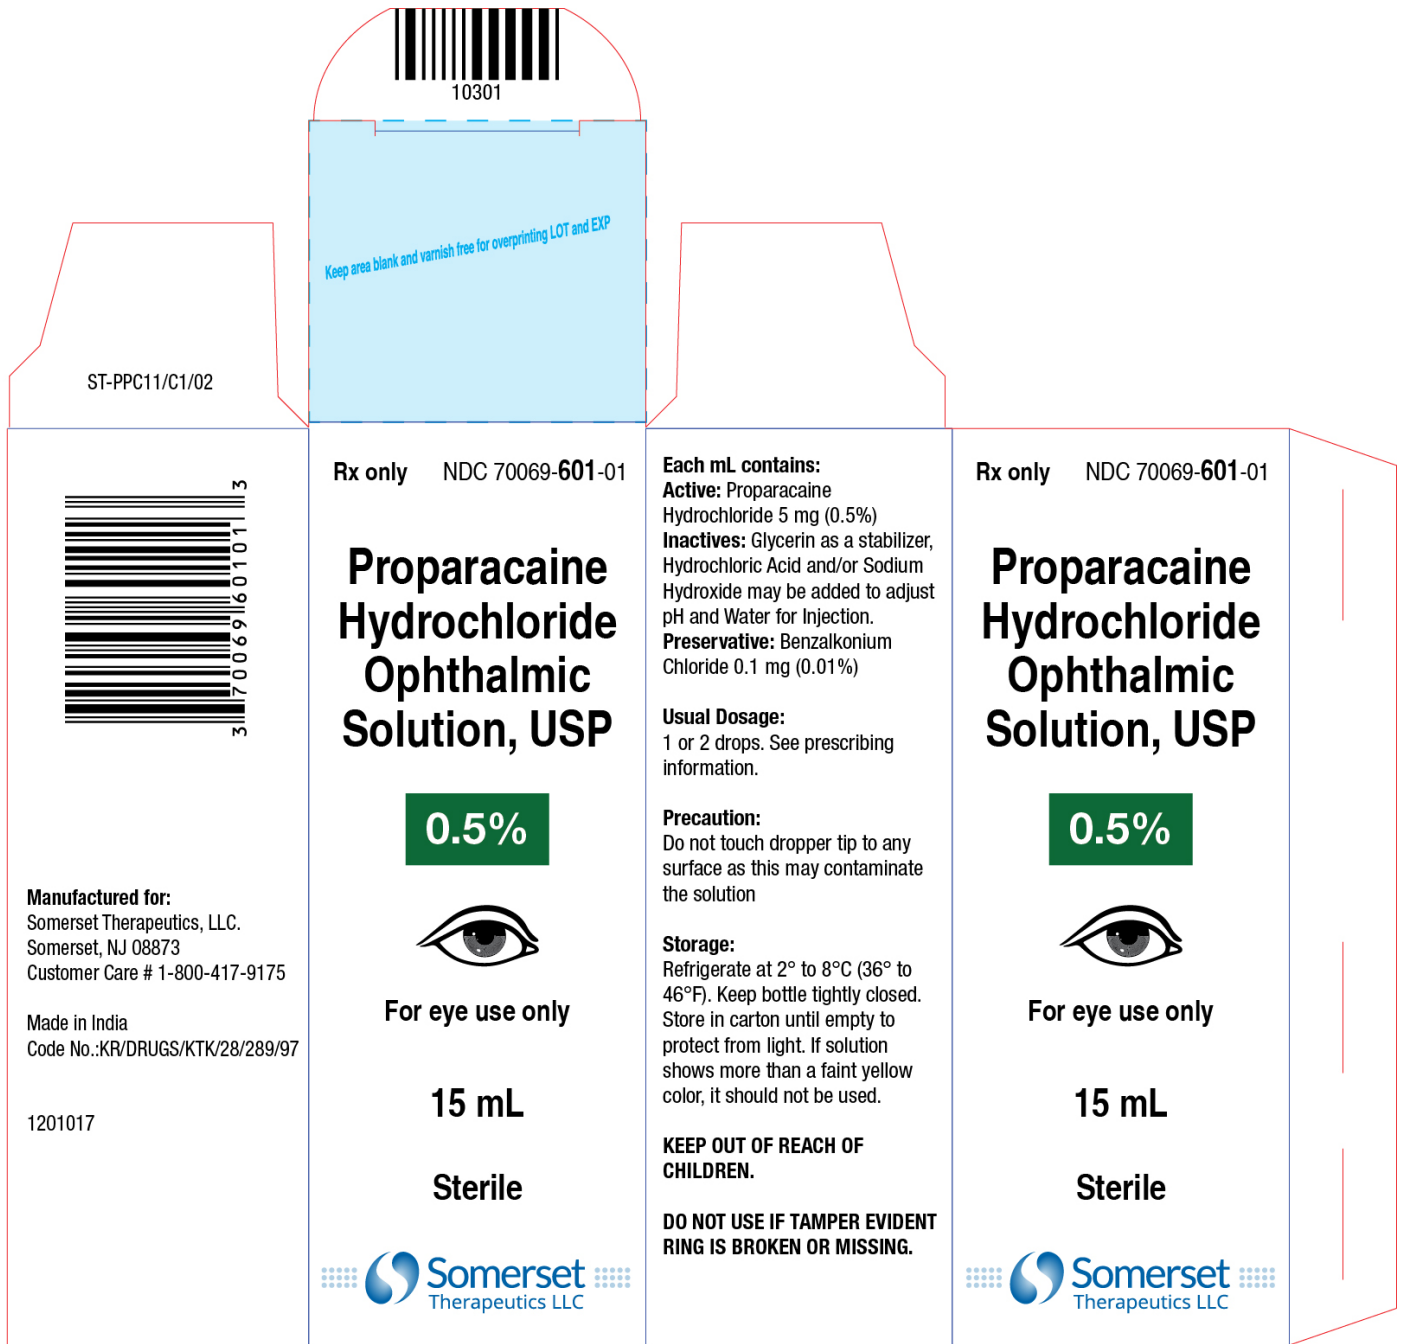 10301
Keep area blank and varnish free for overprinting LOT and EXP
ST-PPC11/C1/02
3 70069 60101 3
Manufactured for:
Somerset Therapeutics, LLC.
Somerset, NJ 08873
Customer Care # 1-800-417-9175
Made in India
Code No.:KR/DRUGS/KTK/28/289/97
1201017
Rx only NDC 70069-601-01
Proparacaine
Hydrochloride
Ophthalmic
Solution, USP
0.5%
For eye use only
15 mL
Sterile
Somerset
Therapeutics LLC
Each mL contains:
Active: Proparacaine
Hydrochloride 5 mg (0.5%)
Inactives: Glycerin as a stabilizer,
Hydrochloric Acid and/or Sodium
Hydroxide may be added to adjust
pH and Water for Injection.
Preservative: Benzalkonium
Chloride 0.1 mg (0.01%)
Usual Dosage:
1 or 2 drops. See prescribing
information.
Precaution:
Do not touch dropper tip to any
surface as this may contaminate
the solution
Storage:
Refrigerate at 2° to 8°C (36° to
46°F). Keep bottle tightly closed.
Store in carton until empty to
protect from light. If solution
shows more than a faint yellow
color, it should not be used.
KEEP OUT OF REACH OF
CHILDREN.
DO NOT USE IF TAMPER EVIDENT
RING IS BROKEN OR MISSING.
Rx only NDC 70069-601-01
Proparacaine
Hydrochloride
Ophthalmic
Solution, USP
0.5%
For eye use only
15 mL
Sterile
Somerset
Therapeutics LLC